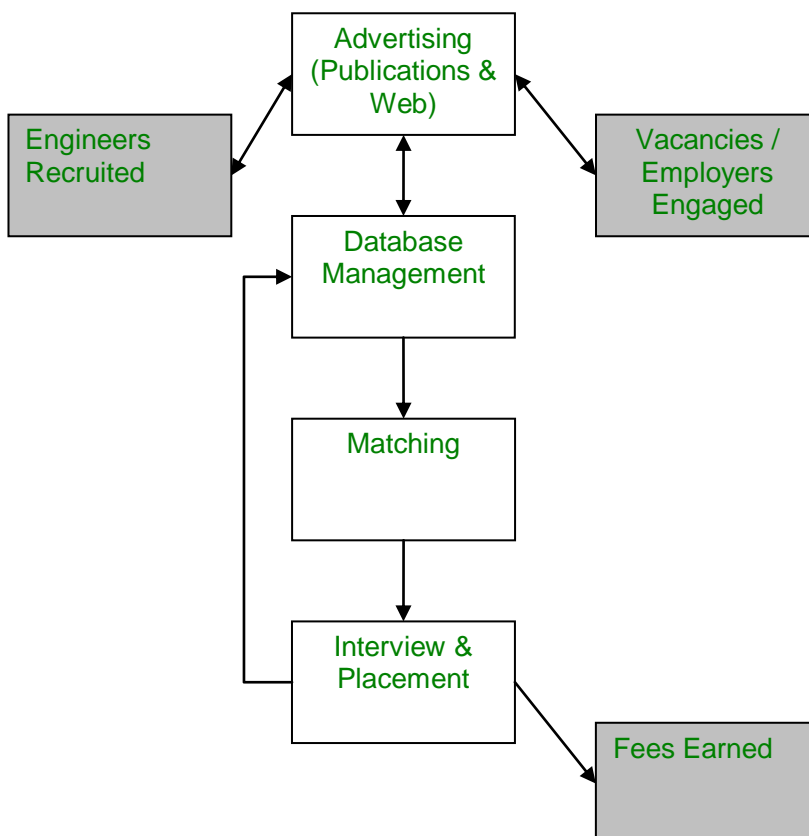 Advertising
(Publications &
Web)
Engineers
Recruited
Vacancies /
Employers
Engaged
Database
Management
Matching
Interview &
Placement
Fees Earned